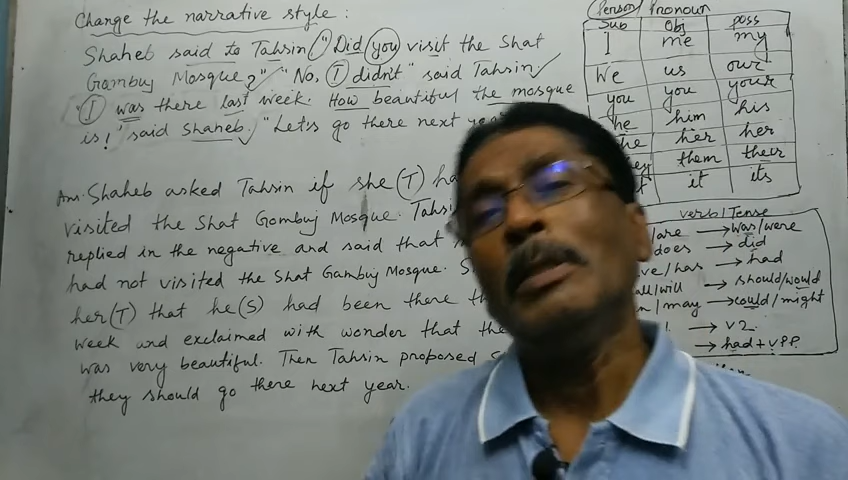 Change the narrative style:
Shaheb said to Tahsin, "Did you visit the Shat
Gambuj Mosque?" "No, I didn't" said Tahsin.
"I was there last week. How beautiful the mosque
is!" said Shaheb. "Let's go there next year
Ans. Shaheb asked Tahsin if she (T)
visited the Shat Gombuj Mosque.
replied in the negative and said that
had not visited the Shat Gambuj Mosque.
her (T) that he (S) had been there
week and exclaimed with wonder that the
was very beautiful. Then Tahsin proposed
they should go there next year.
Person/Pronoun
Sub obj poss
I me my
We us our
you you your
he him his
her her
them their
it its
verb/Tense
/are → was/were
does → did
/has → had
/will → should/would
/may → could/might
→ V2
→ had + V.P.P.